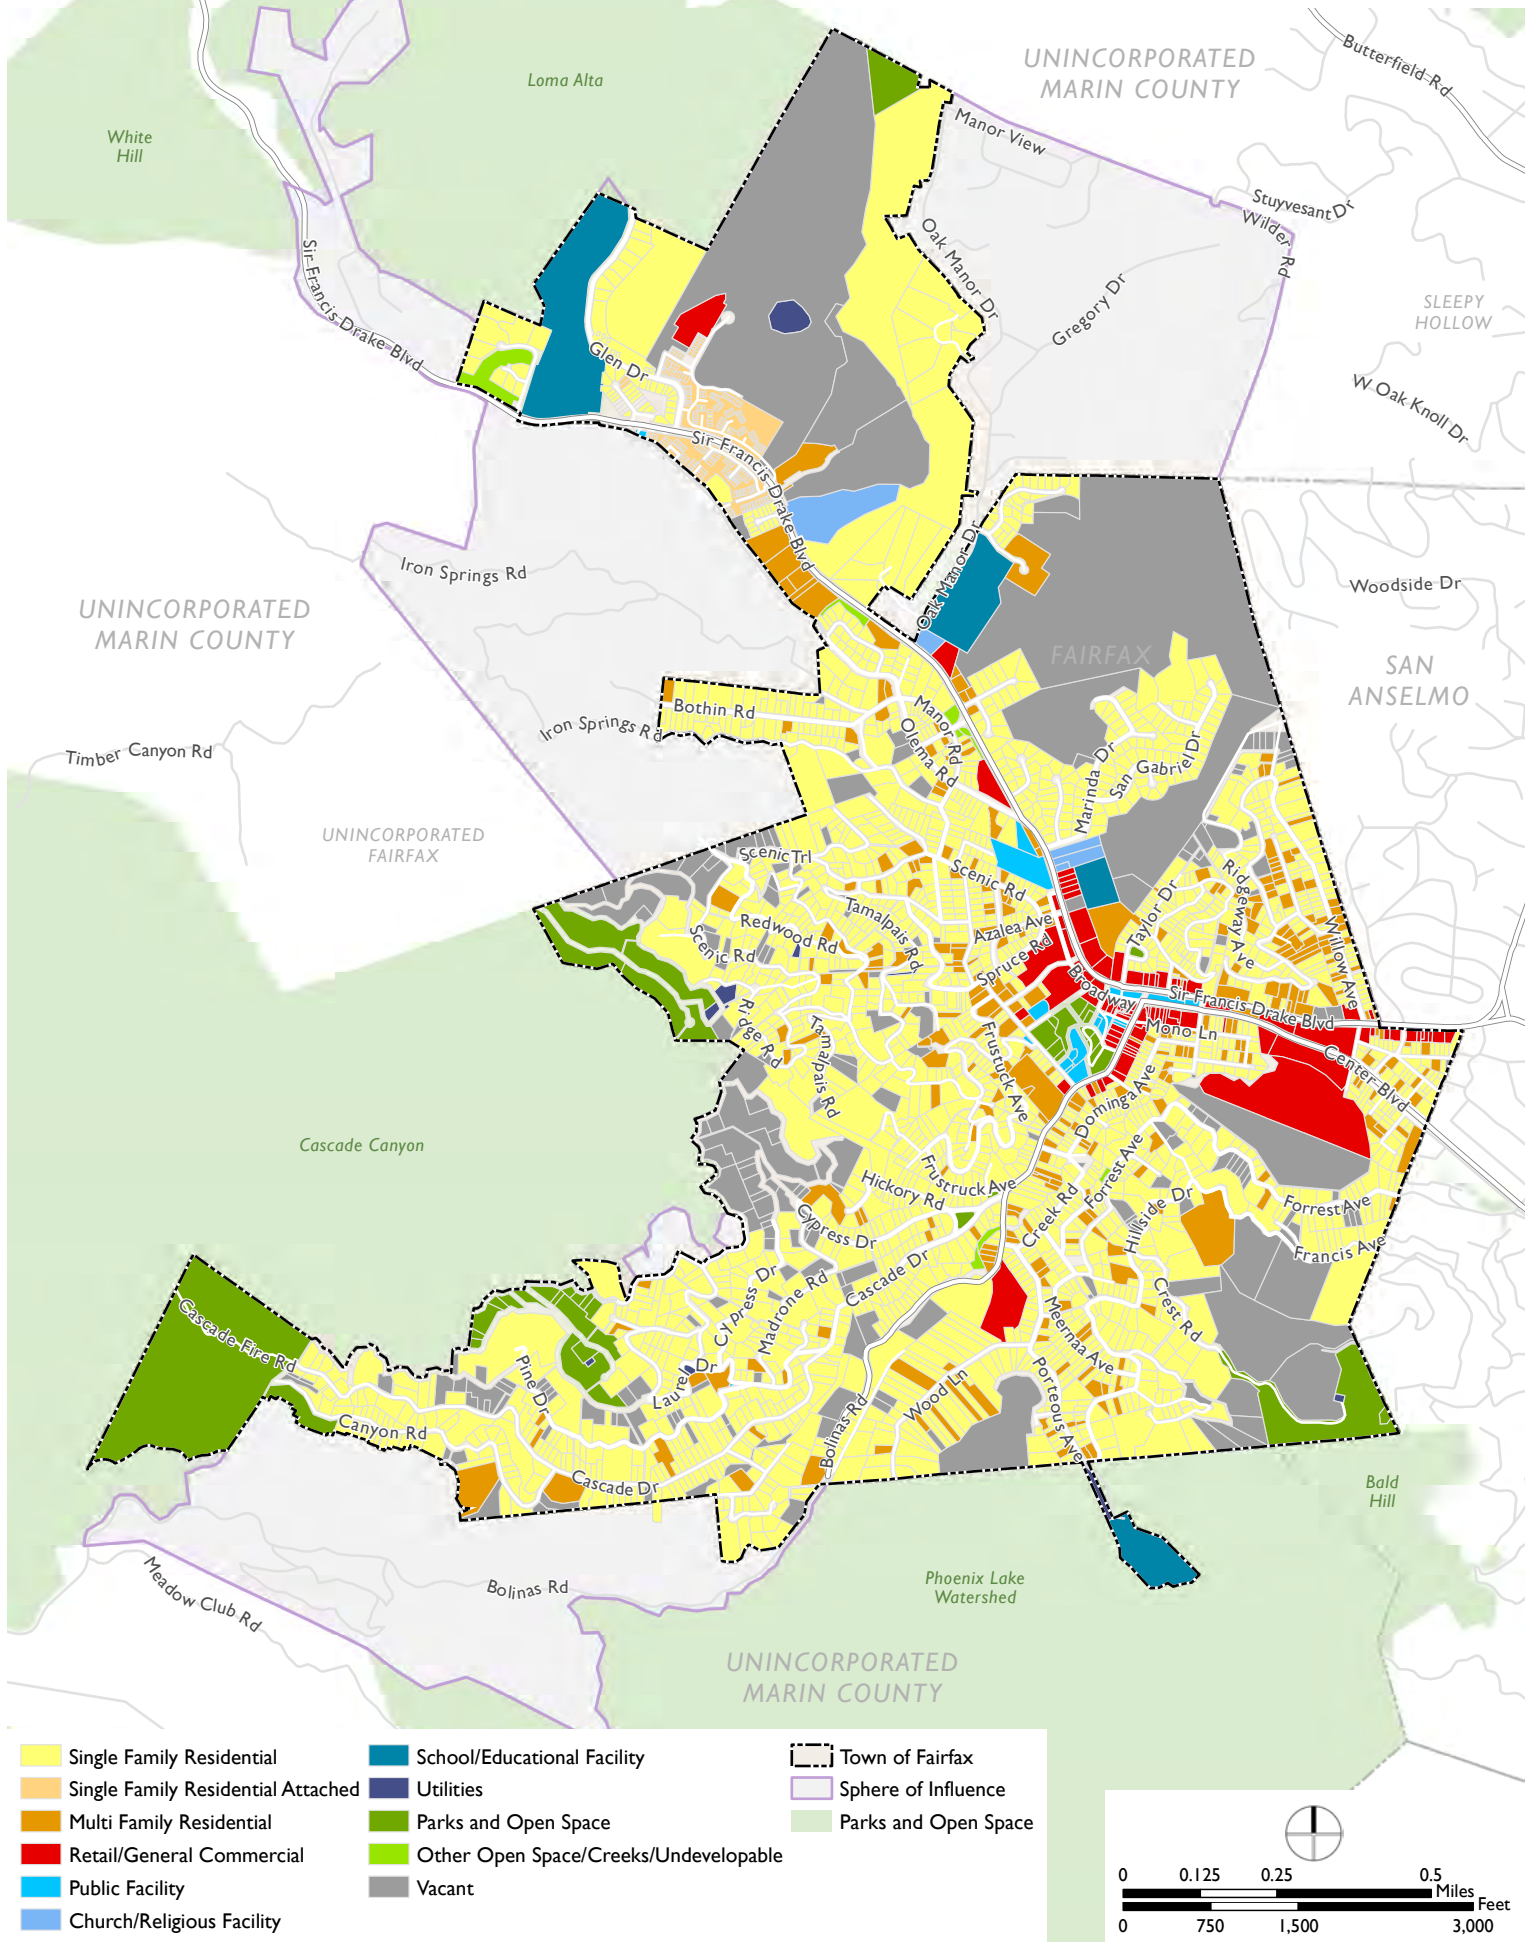 UNINCORPORATED
MARIN COUNTY
Butterfield Rd
Loma Alta
White
Hill
Manor View
Stuyvesant Dr
Wilder Rd
Oak Manor Dr
Gregory Dr
Sir Francis Drake Blvd
SLEEPY
HOLLOW
Glen Dr
W Oak Knoll Dr
Sir Francis Drake Blvd
Iron Springs Rd
Oak Manor Dr
Woodside Dr
UNINCORPORATED
MARIN COUNTY
FAIRFAX
SAN
ANSELMO
Bothin Rd
Iron Springs Rd
Manor Rd
Olema Rd
Timber Canyon Rd
Marinda Dr
San Gabriel Dr
UNINCORPORATED
FAIRFAX
Scenic Trl
Scenic Rd
Ridgeway Ave
Tamalpais Rd
Redwood Rd
Scenic Rd
Azalea Ave
Taylor Dr
Willow Ave
Spruce Rd
Broadway
Sir Francis Drake Blvd
Ridge Rd
Tamalpais Rd
Frustuck Ave
Mono Ln
Center Blvd
Dominga Ave
Cascade Canyon
Frustruck Ave
Hickory Rd
Forrest Ave
Creek Rd
Hillside Dr
Forrest Ave
Francis Ave
Cypress Dr
Cascade Dr
Cypress Dr
Madrone Rd
Crest Rd
Meernaa Ave
Cascade Fire Rd
Pine Dr
Laurel Dr
Wood Ln
Porteous Ave
Canyon Rd
Bolinas Rd
Cascade Dr
Bald
Hill
Meadow Club Rd
Bolinas Rd
Phoenix Lake
Watershed
UNINCORPORATED
MARIN COUNTY
Single Family Residential
Single Family Residential Attached
Multi Family Residential
Retail/General Commercial
Public Facility
Church/Religious Facility
School/Educational Facility
Utilities
Parks and Open Space
Other Open Space/Creeks/Undevelopable
Vacant
Town of Fairfax
Sphere of Influence
Parks and Open Space
0 0.125 0.25 0.5
Miles
Feet
0 750 1,500 3,000